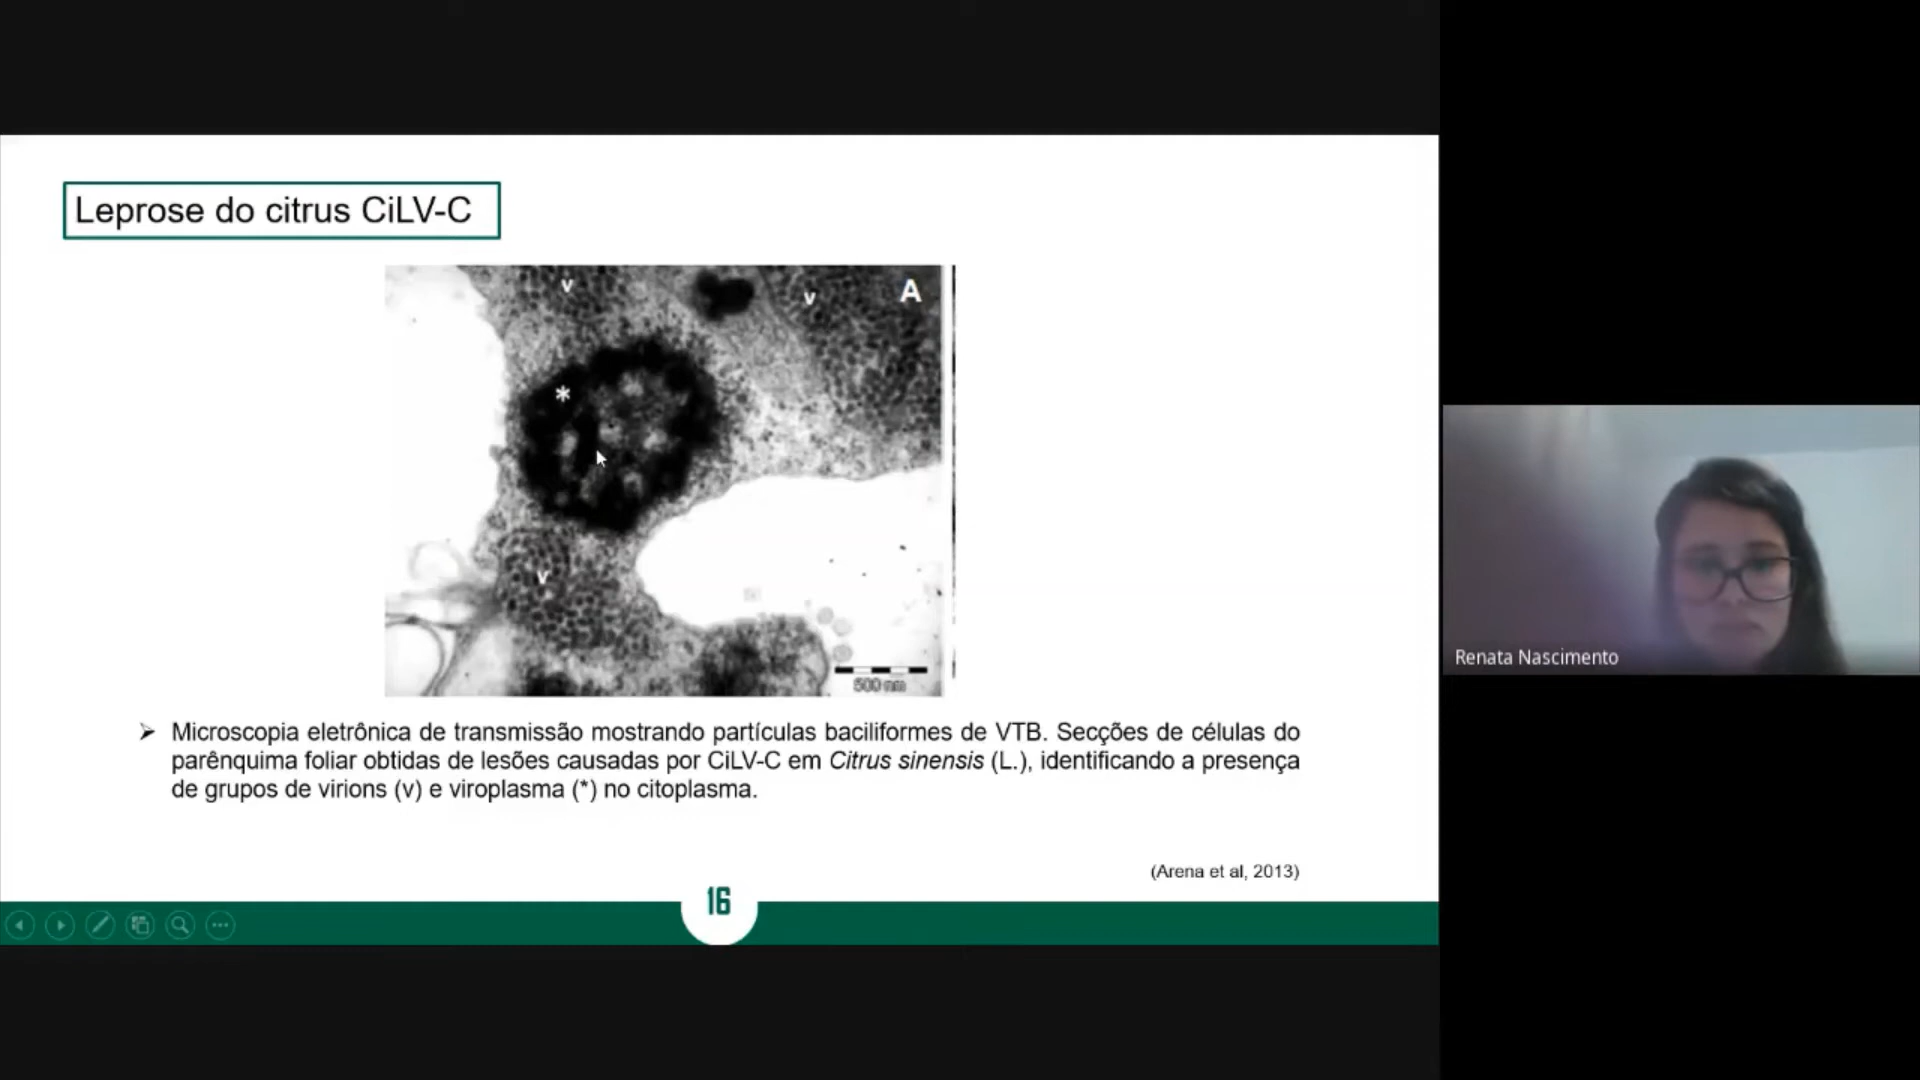 Leprose do citrus CiLV-C
v
v
A
*
v
500 nm
➢ Microscopia eletrônica de transmissão mostrando partículas baciliformes de VTB. Secções de células do
parênquima foliar obtidas de lesões causadas por CiLV-C em Citrus sinensis (L.), identificando a presença
de grupos de virions (v) e viroplasma (*) no citoplasma.
(Arena et al, 2013)
16
Renata Nascimento